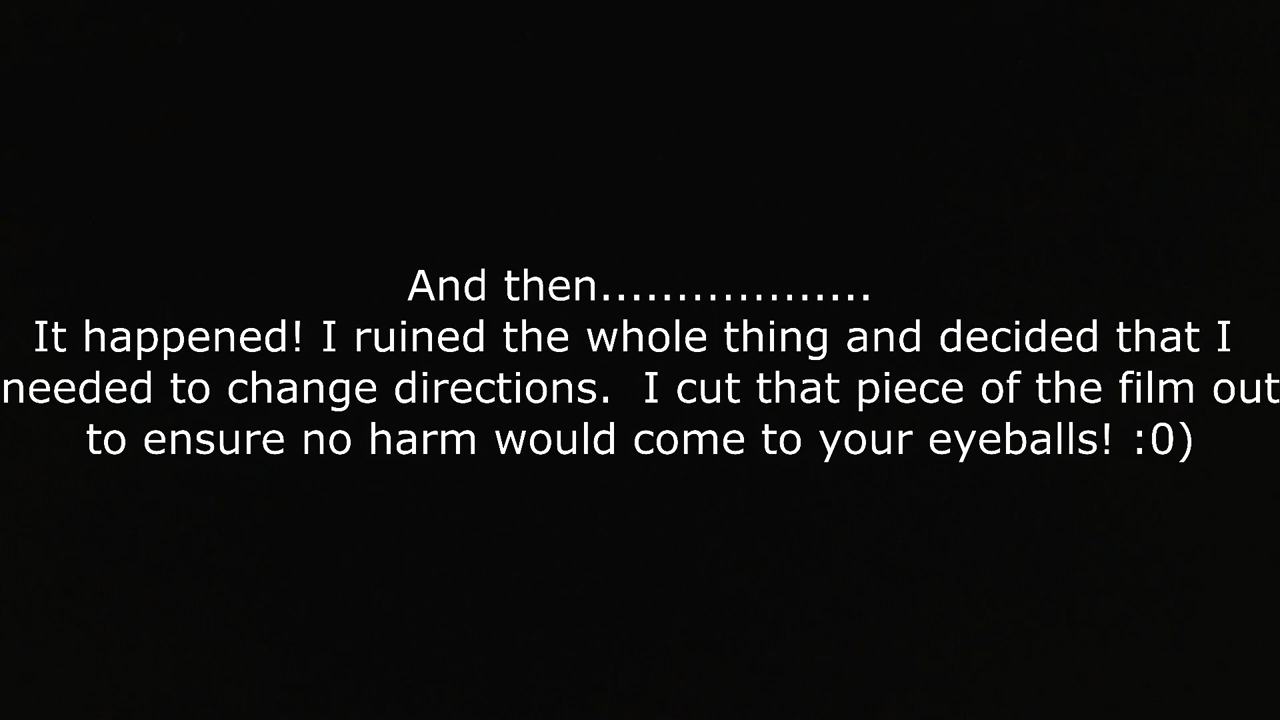 And then..................
It happened! I ruined the whole thing and decided that I
needed to change directions.  I cut that piece of the film out
to ensure no harm would come to your eyeballs! :0)